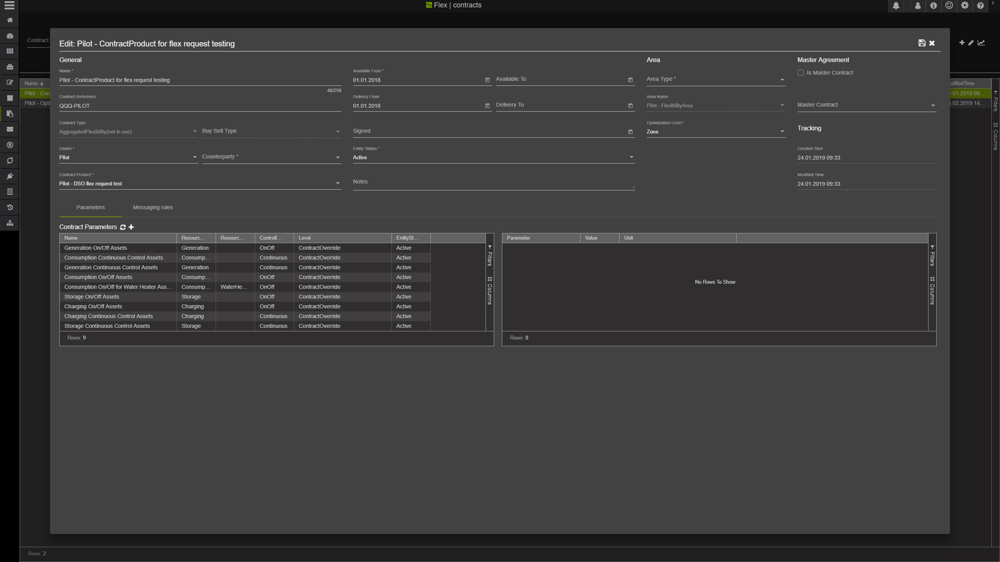 Flex | contracts
Contract
Edit: Pilot - ContractProduct for flex request testing
General
Area
Master Agreement
Name *
Pilot - ContractProduct for flex request testing
48/256
Available From *
01.01.2018
Available To
Area Type *
Is Master Contract
Contract Reference
QQQ-PILOT
Delivery From
01.01.2018
Delivery To
Area Name
Pilot - FlexibilityArea
Master Contract
Contract Type
AggregatedFlexibility(not in use)
Buy Sell Type
Signed
Optimization Level *
Zone
Tracking
Owner *
Pilot
Counterparty *
Entity Status *
Active
Created Time
24.01.2019 09:33
Contract Product *
Pilot - DSO flex request test
Notes
Modified Time
24.01.2019 09:33
Name
Pilot - Con
Pilot - Opti
odifiedTime
.01.2019 09...
.02.2019 14...
Filters
Columns
Parameters Messaging rules
Contract Parameters
Name Resourc... Resourc... Controll... Level EntitySt...
Generation On/Off Assets Generation OnOff ContractOverride Active
Consumption Continuous Control Assets Consump... Continuous ContractOverride Active
Generation Continuous Control Assets Generation Continuous ContractOverride Active
Consumption On/Off Assets Consump... OnOff ContractOverride Active
Consumption On/Off for Water Heater Ass... Consump... WaterHe... OnOff ContractOverride Active
Storage On/Off Assets Storage OnOff ContractOverride Active
Charging On/Off Assets Charging OnOff ContractOverride Active
Charging Continuous Control Assets Charging Continuous ContractOverride Active
Storage Continuous Control Assets Storage Continuous ContractOverride Active
Rows: 9
Filters
Columns
Parameter Value Unit
No Rows To Show
Rows: 0
Filters
Columns
Rows: 2